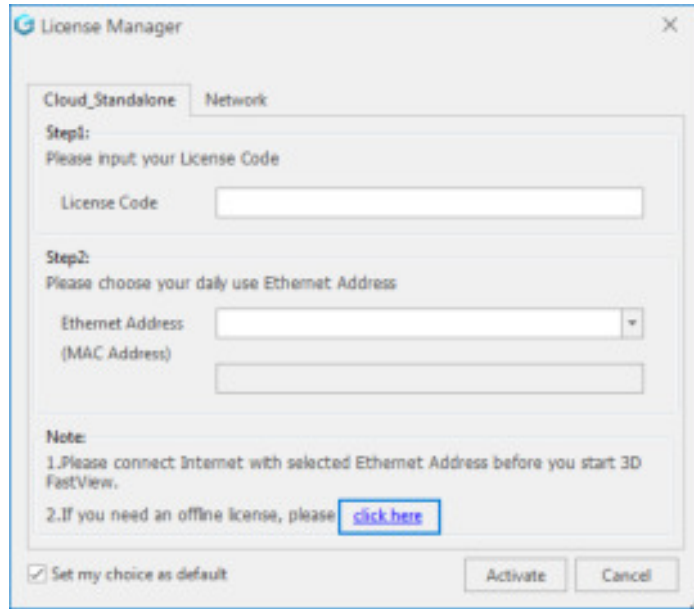 License Manager
Cloud_Standalone Network
Step1:
Please input your License Code
License Code
Step2:
Please choose your daily use Ethernet Address
Ethernet Address
(MAC Address)
Note:
1.Please connect Internet with selected Ethernet Address before you start 3D
FastView.
2.If you need an offline license, please click here
Set my choice as default
Activate Cancel